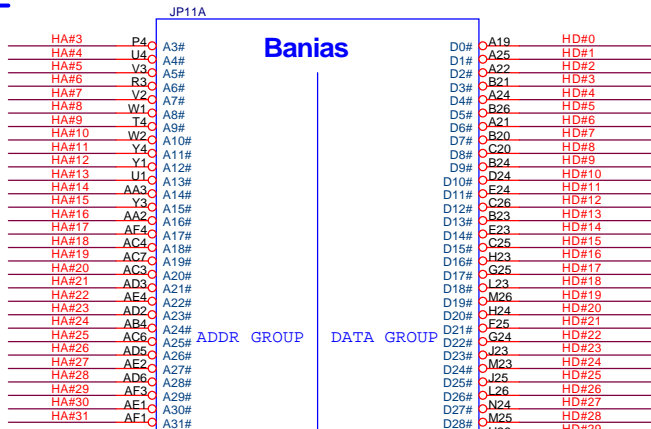 JP11A
Banias
HA#3 P4 A3# D0# A19 HD#0
HA#4 U4 A4# D1# A25 HD#1
HA#5 V3 A5# D2# A22 HD#2
HA#6 R3 A6# D3# B21 HD#3
HA#7 V2 A7# D4# A24 HD#4
HA#8 W1 A8# D5# B26 HD#5
HA#9 T4 A9# D6# A21 HD#6
HA#10 W2 A10# D7# B20 HD#7
HA#11 Y4 A11# D8# C20 HD#8
HA#12 Y1 A12# D9# B24 HD#9
HA#13 U1 A13# D10# D24 HD#10
HA#14 AA3 A14# D11# E24 HD#11
HA#15 Y3 A15# D12# C26 HD#12
HA#16 AA2 A16# D13# B23 HD#13
HA#17 AF4 A17# D14# E23 HD#14
HA#18 AC4 A18# D15# C25 HD#15
HA#19 AC7 A19# D16# H23 HD#16
HA#20 AC3 A20# D17# G25 HD#17
HA#21 AD3 A21# D18# L23 HD#18
HA#22 AE4 A22# D19# M26 HD#19
HA#23 AD2 A23# D20# H24 HD#20
HA#24 AB4 A24# D21# F25 HD#21
HA#25 AC6 A25# ADDR GROUP DATA GROUP D22# G24 HD#22
HA#26 AD5 A26# D23# J23 HD#23
HA#27 AE2 A27# D24# M23 HD#24
HA#28 AD6 A28# D25# J25 HD#25
HA#29 AF3 A29# D26# L26 HD#26
HA#30 AE1 A30# D27# N24 HD#27
HA#31 AF1 A31# D28# M25 HD#28
HD#29